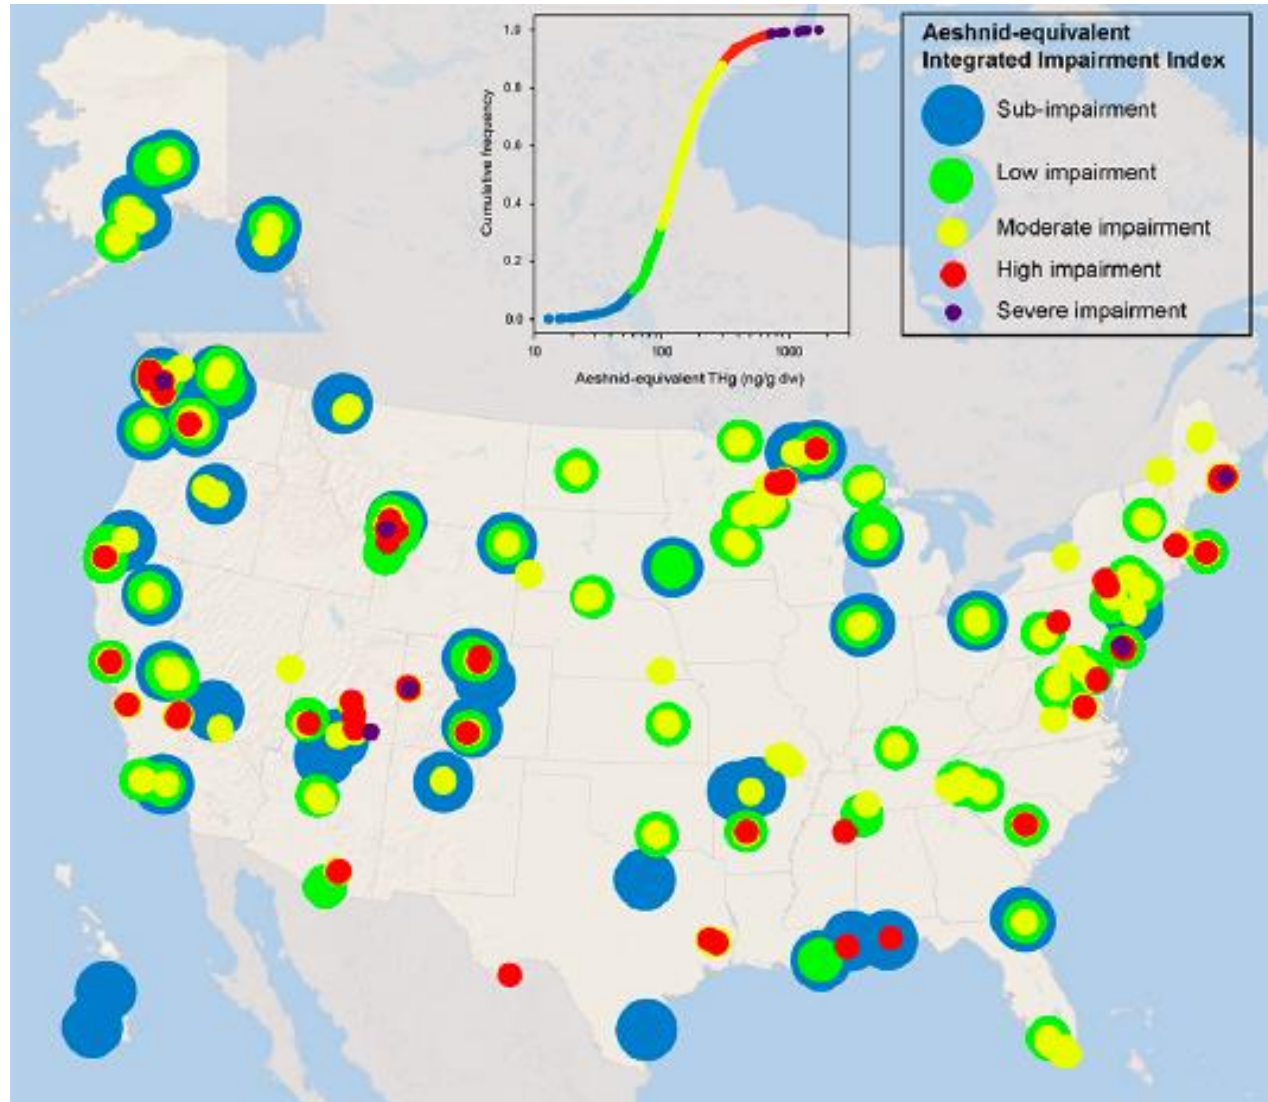 Aeshnid-equivalent
Integrated Impairment Index
Sub-impairment
Low impairment
Moderate impairment
High impairment
Severe impairment
Cumulative frequency
1.0
0.8
0.6
0.4
0.2
0.0
10
100
1000
Aeshnid-equivalent THg (ng/g dw)